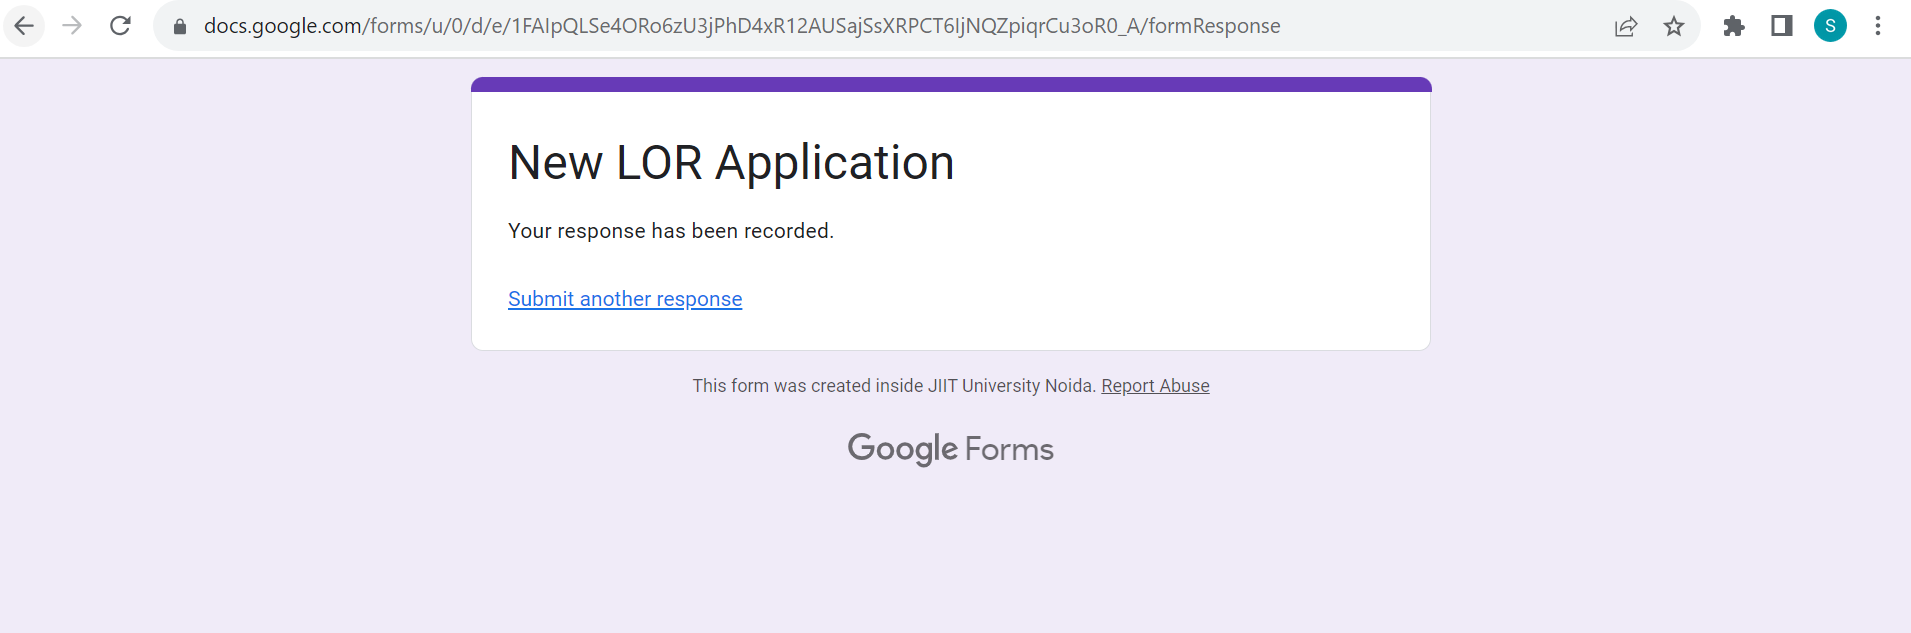 docs.google.com/forms/u/0/d/e/1FAIpQLSe4ORo6zU3jPhD4xR12AUSajSsXRPCT6IjNQZpiqrCu3oR0_A/formResponse
S
New LOR Application
Your response has been recorded.
Submit another response
This form was created inside JIIT University Noida. Report Abuse
Google Forms